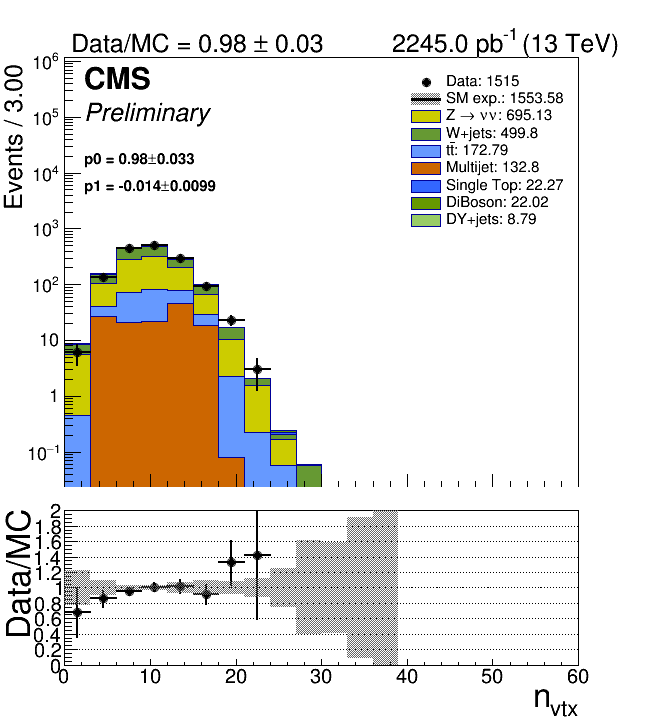 Data/MC = 0.98 ± 0.03
2245.0 pb⁻¹ (13 TeV)
Events / 3.00
10⁶
10⁵
10⁴
10³
10²
10
1
10⁻¹
CMS
Preliminary
p0 = 0.98±0.033
p1 = -0.014±0.0099
Data: 1515
SM exp.: 1553.58
Z → νν: 695.13
W+jets: 499.8
tt̄: 172.79
Multijet: 132.8
Single Top: 22.27
DiBoson: 22.02
DY+jets: 8.79
Data/MC
2
1.8
1.6
1.4
1.2
1
0.8
0.6
0.4
0.2
0
0 10 20 30 40 50 60
n_vtx